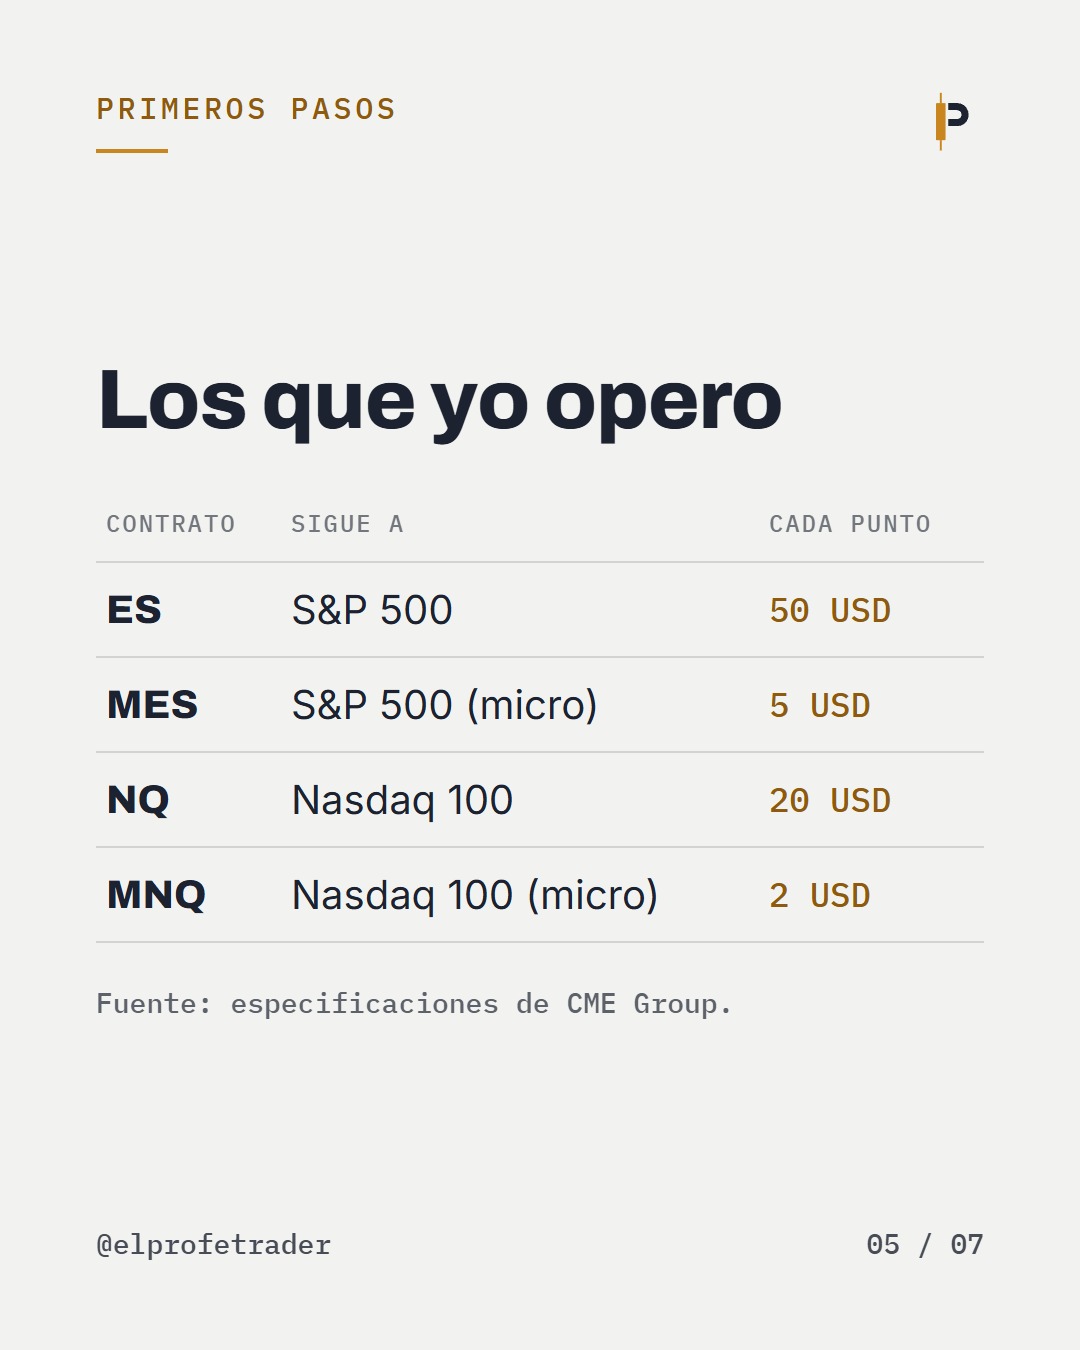 PRIMEROS PASOS
P
Los que yo opero
CONTRATO SIGUE A CADA PUNTO
ES S&P 500 50 USD
MES S&P 500 (micro) 5 USD
NQ Nasdaq 100 20 USD
MNQ Nasdaq 100 (micro) 2 USD
Fuente: especificaciones de CME Group.
@elprofetrader 05 / 07